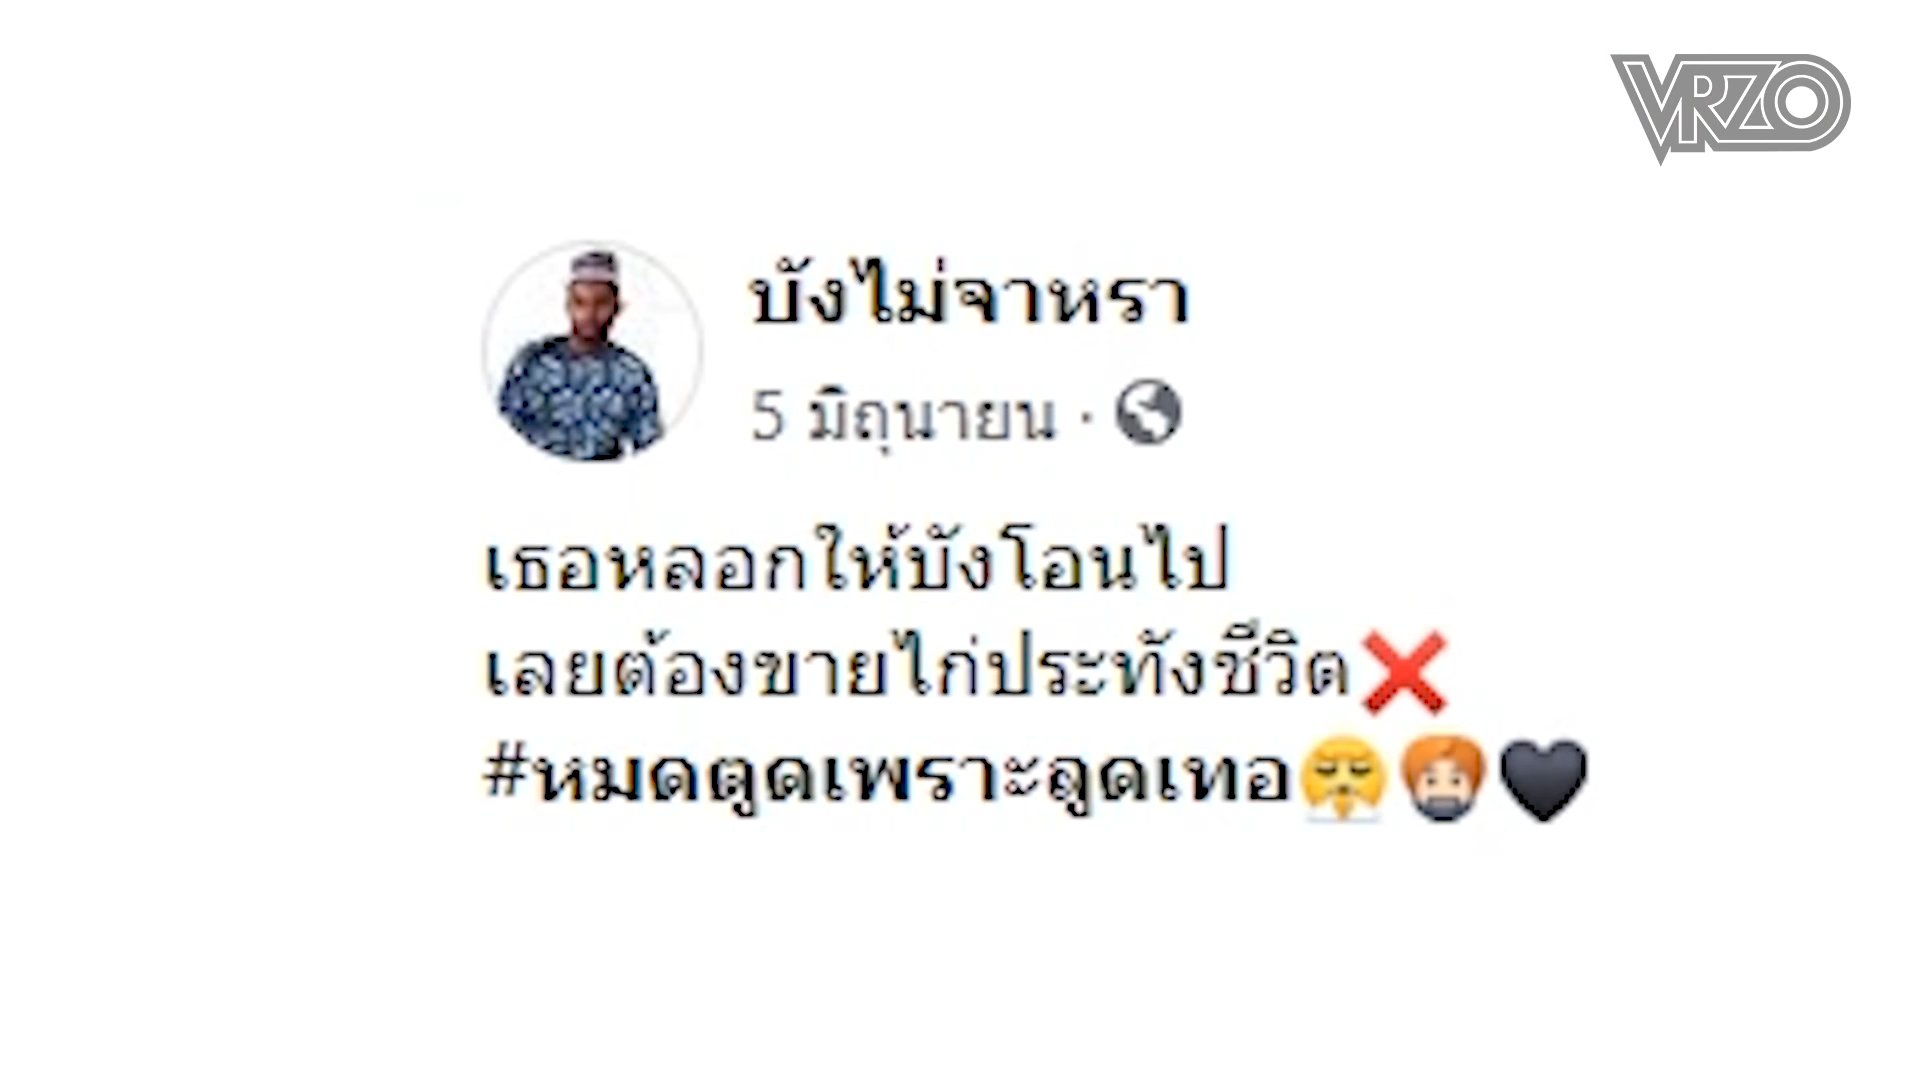 VRZO
บังไม่จาหรา
5 มิถุนายน ·
เธอหลอกให้บังโอนไป
เลยต้องขายไก่ประทังชีวิต❌
#หมดตูดเพราะลูดเทอ😤👳🏻‍♂️🖤